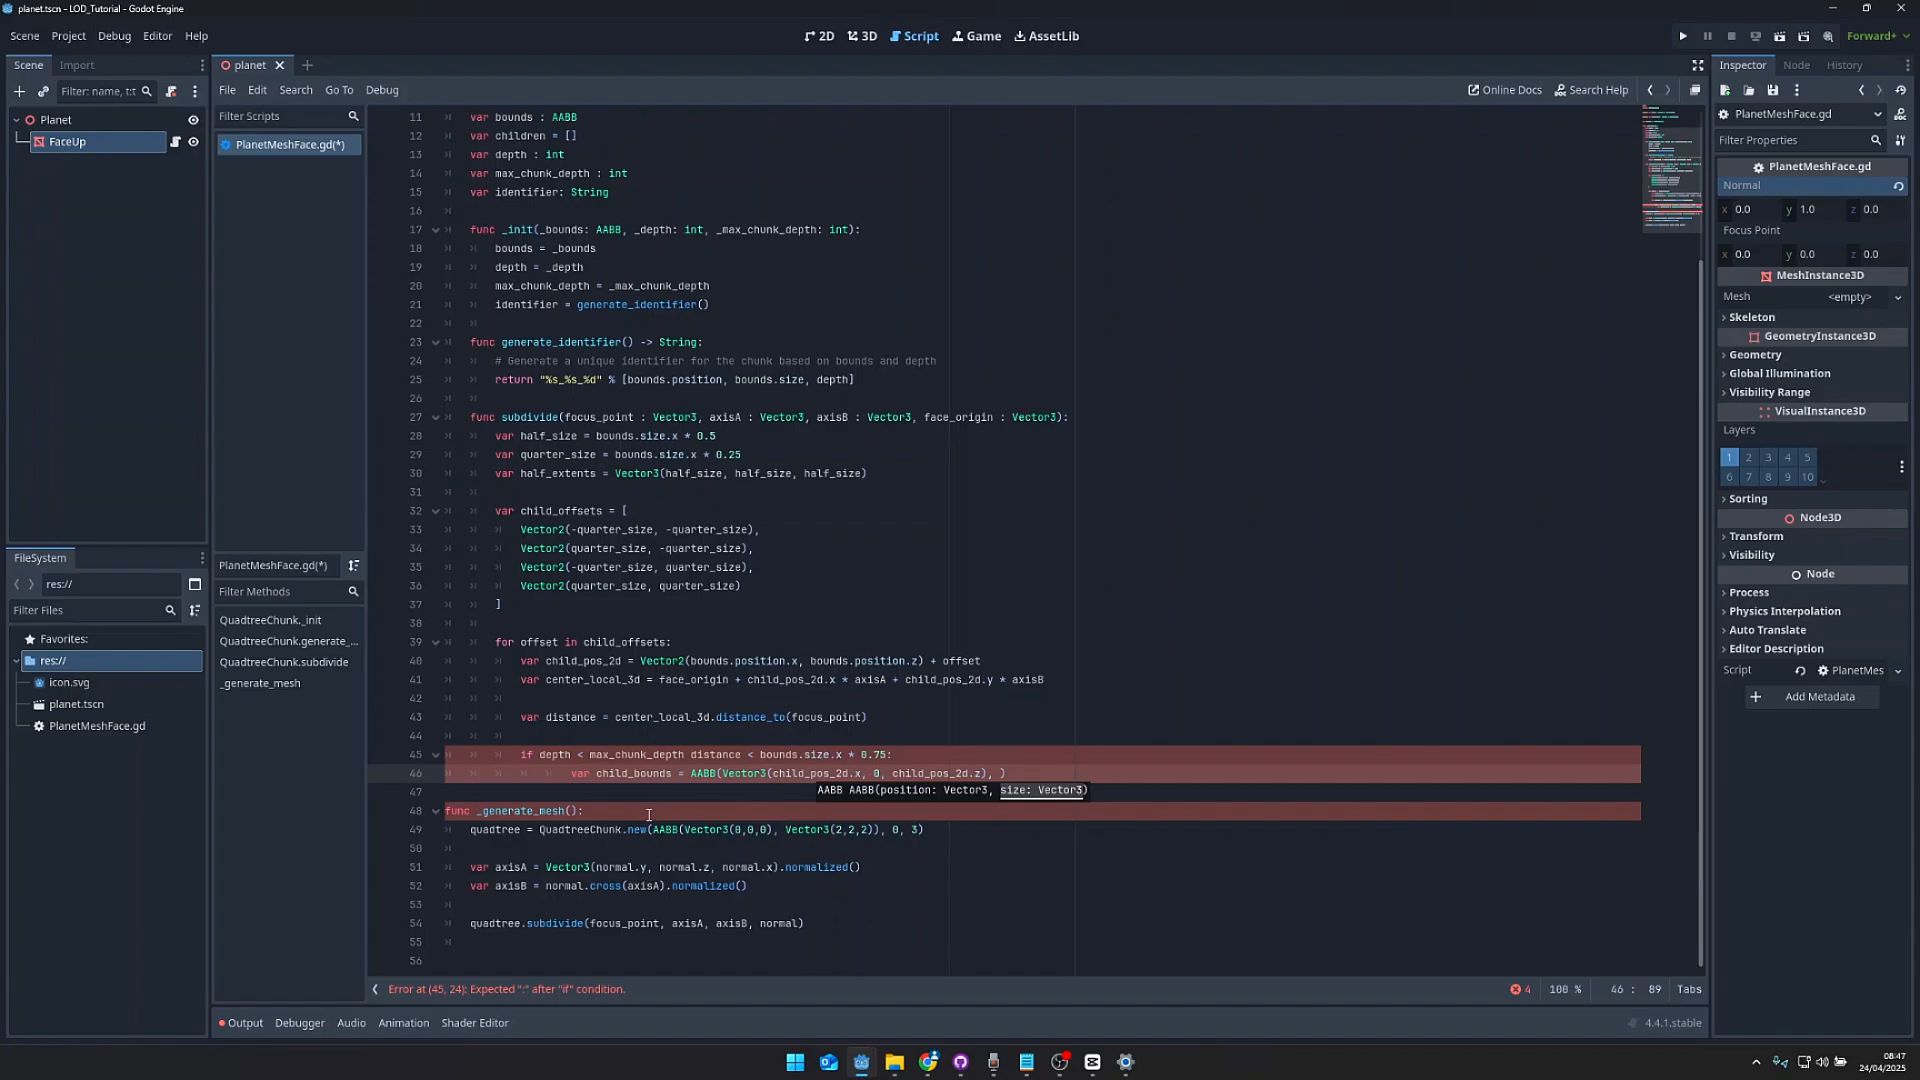 planet.tscn - LOD_Tutorial - Godot Engine
Scene Project Debug Editor Help
2D 3D Script Game AssetLib
Forward+
Scene Import
Filter: name, t:t
Planet
FaceUp
FileSystem
res://
Filter Files
Favorites:
res://
icon.svg
planet.tscn
PlanetMeshFace.gd
planet
File Edit Search Go To Debug
Online Docs Search Help
Filter Scripts
PlanetMeshFace.gd(*)
PlanetMeshFace.gd(*)
Filter Methods
QuadtreeChunk._init
QuadtreeChunk.generate_...
QuadtreeChunk.subdivide
_generate_mesh
11 var bounds : AABB
12 var children = []
13 var depth : int
14 var max_chunk_depth : int
15 var identifier: String
16
17 func _init(_bounds: AABB, _depth: int, _max_chunk_depth: int):
18 bounds = _bounds
19 depth = _depth
20 max_chunk_depth = _max_chunk_depth
21 identifier = generate_identifier()
22
23 func generate_identifier() -> String:
24 # Generate a unique identifier for the chunk based on bounds and depth
25 return "%s_%s_%d" % [bounds.position, bounds.size, depth]
26
27 func subdivide(focus_point : Vector3, axisA : Vector3, axisB : Vector3, face_origin : Vector3):
28 var half_size = bounds.size.x * 0.5
29 var quarter_size = bounds.size.x * 0.25
30 var half_extents = Vector3(half_size, half_size, half_size)
31
32 var child_offsets = [
33 Vector2(-quarter_size, -quarter_size),
34 Vector2(quarter_size, -quarter_size),
35 Vector2(-quarter_size, quarter_size),
36 Vector2(quarter_size, quarter_size)
37 ]
38
39 for offset in child_offsets:
40 var child_pos_2d = Vector2(bounds.position.x, bounds.position.z) + offset
41 var center_local_3d = face_origin + child_pos_2d.x * axisA + child_pos_2d.y * axisB
42
43 var distance = center_local_3d.distance_to(focus_point)
44
45 if depth < max_chunk_depth distance < bounds.size.x * 0.75:
46 var child_bounds = AABB(Vector3(child_pos_2d.x, 0, child_pos_2d.z), )
47 AABB AABB(position: Vector3, size: Vector3)
48 func _generate_mesh():
49 quadtree = QuadtreeChunk.new(AABB(Vector3(0,0,0), Vector3(2,2,2)), 0, 3)
50
51 var axisA = Vector3(normal.y, normal.z, normal.x).normalized()
52 var axisB = normal.cross(axisA).normalized()
53
54 quadtree.subdivide(focus_point, axisA, axisB, normal)
55
56
Error at (45, 24): Expected ":" after "if" condition.
4 100 % 46 : 89 Tabs
Output Debugger Audio Animation Shader Editor
4.4.1.stable
Inspector Node History
PlanetMeshFace.gd
Filter Properties
PlanetMeshFace.gd
Normal
x 0.0 y 1.0 z 0.0
Focus Point
x 0.0 y 0.0 z 0.0
MeshInstance3D
Mesh <empty>
Skeleton
GeometryInstance3D
Geometry
Global Illumination
Visibility Range
VisualInstance3D
Layers
1 2 3 4 5
6 7 8 9 10
Sorting
Node3D
Transform
Visibility
Node
Process
Physics Interpolation
Auto Translate
Editor Description
Script PlanetMes
Add Metadata
08:47
24/04/2025